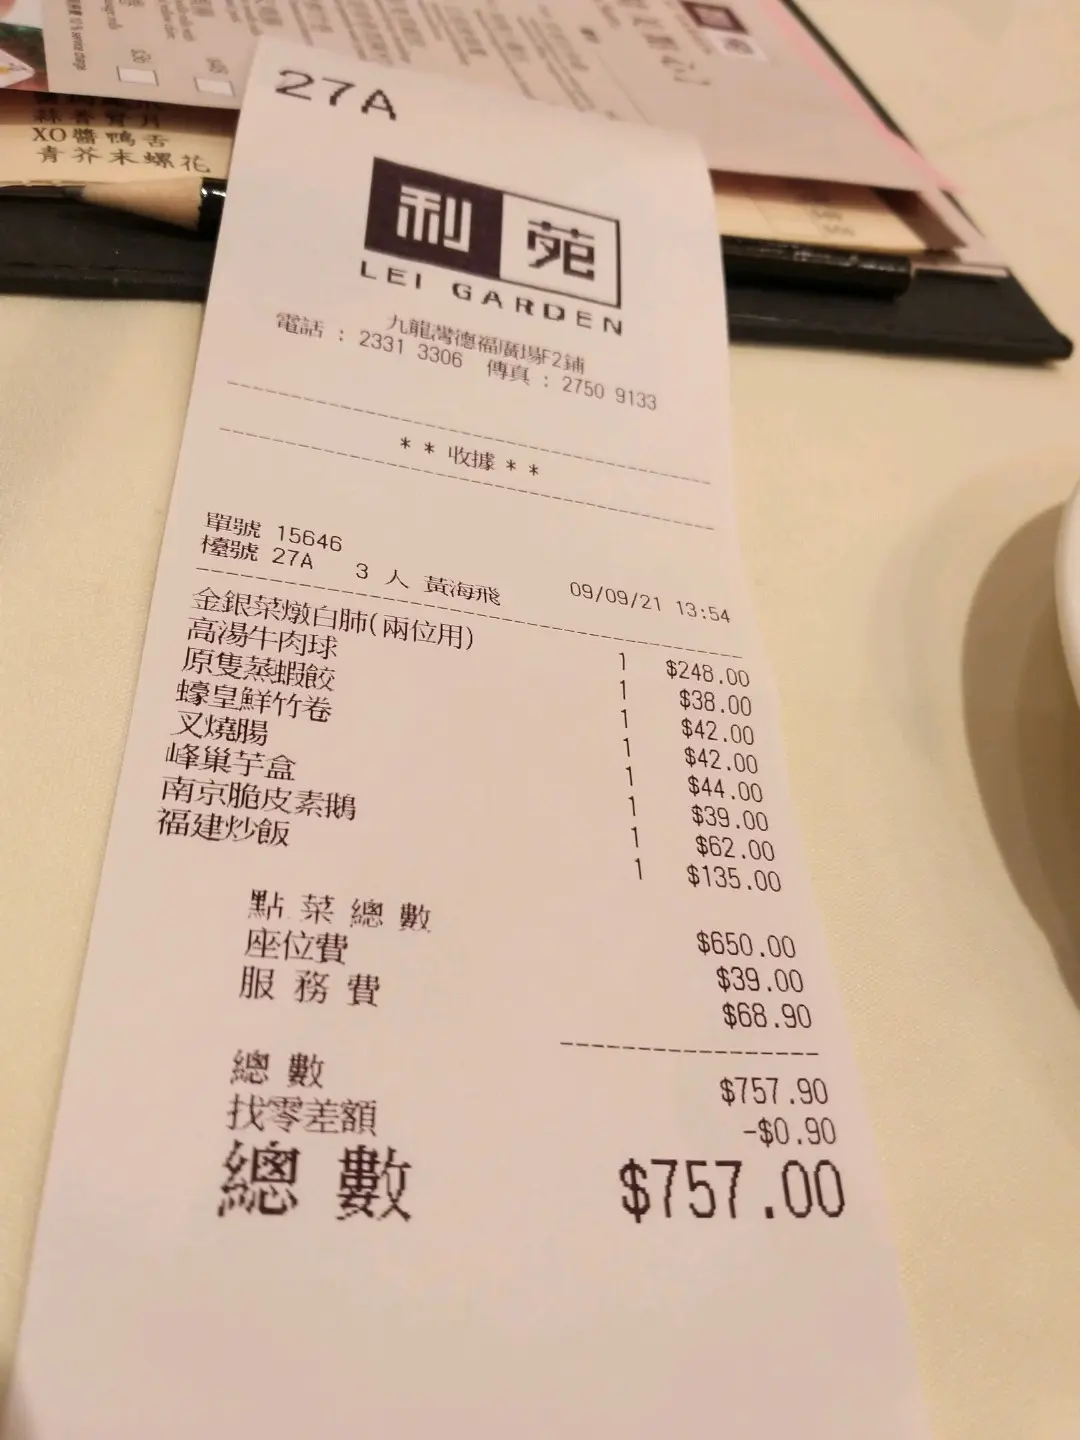 XO醬鴨舌
青芥末螺花
27A
利苑
LEI GARDEN
九龍灣德福廣場F2鋪
電話 : 2331 3306 傳真 : 2750 9133
* * 收據 * *
單號 15646
檯號 27A 3 人 黃海飛 09/09/21 13:54
金銀菜燉白肺(兩位用) 1 $248.00
高湯牛肉球 1 $38.00
原隻蒸蝦餃 1 $42.00
蠔皇鮮竹卷 1 $42.00
叉燒腸 1 $44.00
峰巢芋盒 1 $39.00
南京脆皮素鵝 1 $62.00
福建炒飯 1 $135.00
點菜總數 $650.00
座位費 $39.00
服務費 $68.90
總數 $757.90
找零差額 -$0.90
總數 $757.00